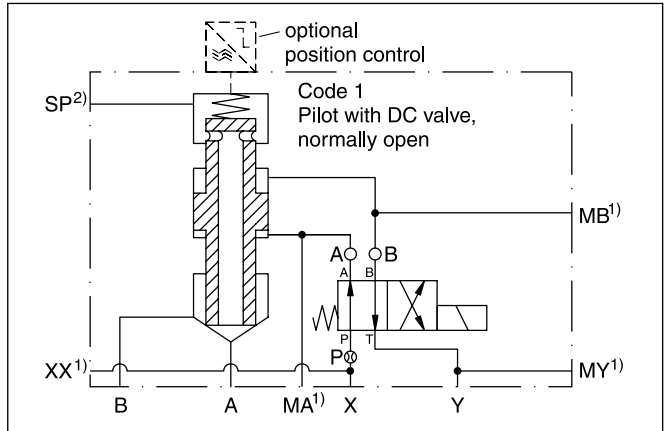 optional
position control
SP2)
Code 1
Pilot with DC valve,
normally open
MB1)
A B
A B
P T
P
XX1)
MY1)
B A MA1) X Y